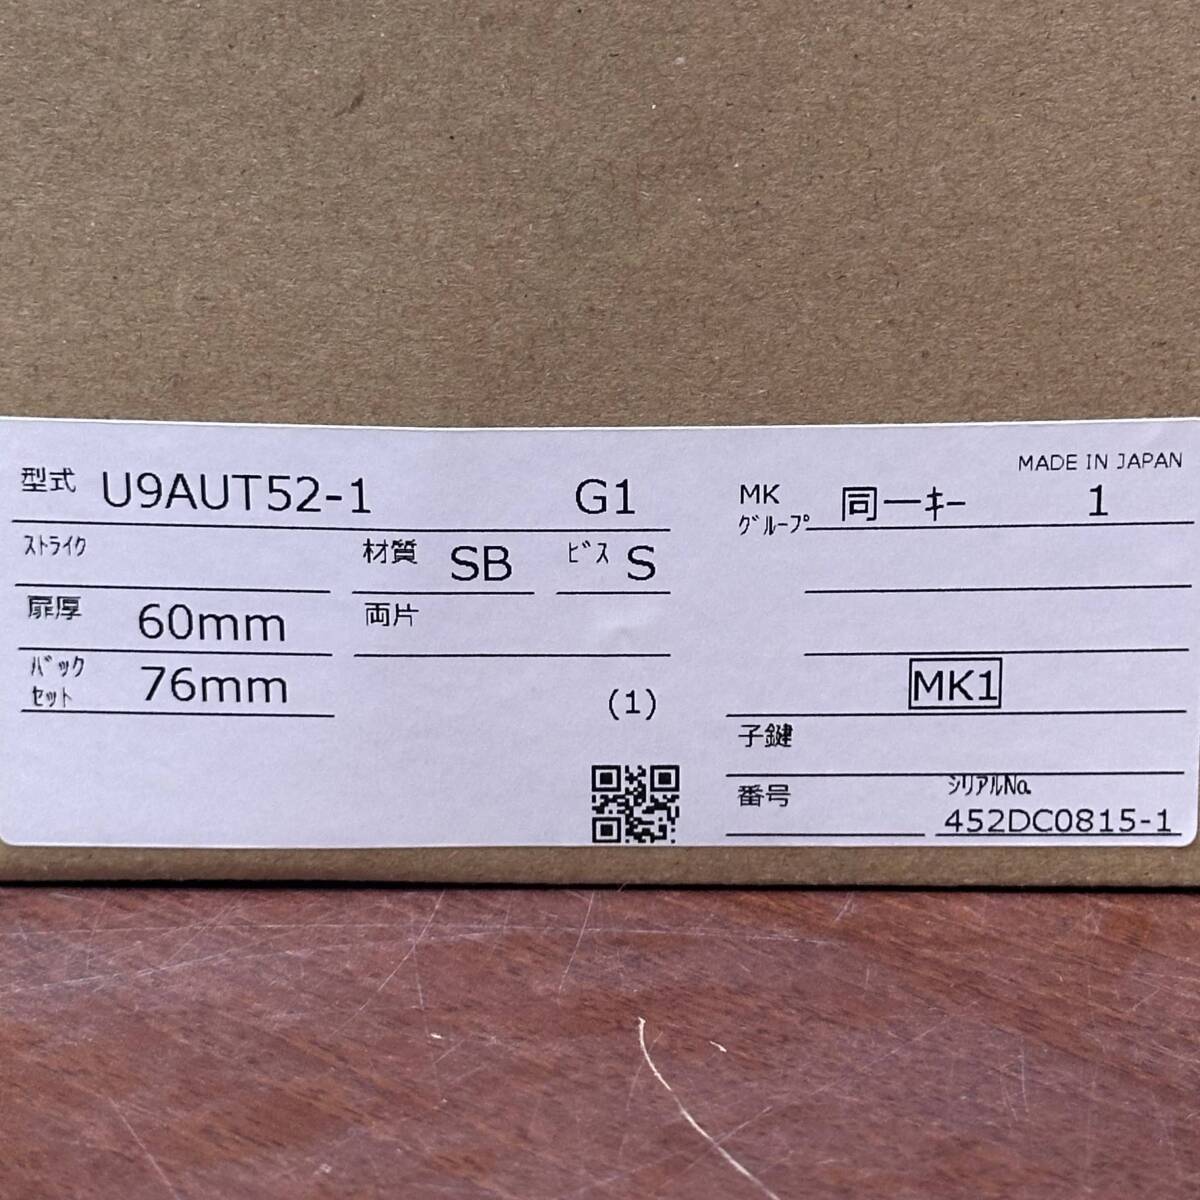 型式 U9AUT52-1 G1
ストライク 材質 SB ビス S
扉厚 60mm 両片
バック
セット 76mm
(1)
MADE IN JAPAN
MK
グループ 同一キー 1
MK1
子鍵
番号 シリアルNo.
452DC0815-1